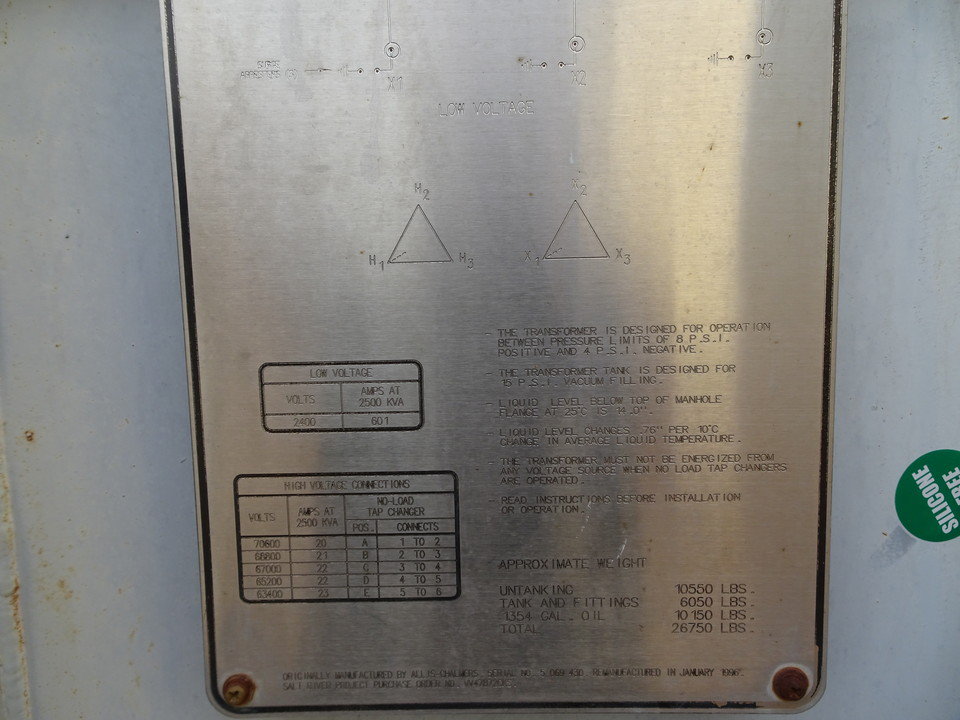 SURGE
ARRESTERS (3)
X1
X2
X3
LOW VOLTAGE
H2
H1
H3
X2
X1
X3
- THE TRANSFORMER IS DESIGNED FOR OPERATION
BETWEEN PRESSURE LIMITS OF 8 P.S.I.
POSITIVE AND 4 P.S.I. NEGATIVE.
- THE TRANSFORMER TANK IS DESIGNED FOR
15 P.S.I. VACUUM FILLING.
- LIQUID LEVEL BELOW TOP OF MANHOLE
FLANGE AT 25°C IS 14.0".
- LIQUID LEVEL CHANGES .76" PER 10°C
CHANGE IN AVERAGE LIQUID TEMPERATURE.
- THE TRANSFORMER MUST NOT BE ENERGIZED FROM
ANY VOLTAGE SOURCE WHEN NO LOAD TAP CHANGERS
ARE OPERATED.
- READ INSTRUCTIONS BEFORE INSTALLATION
OR OPERATION.
LOW VOLTAGE
VOLTS AMPS AT 2500 KVA
2400 601
HIGH VOLTAGE CONNECTIONS
VOLTS AMPS AT 2500 KVA NO-LOAD TAP CHANGER
POS. CONNECTS
70600 20 A 1 TO 2
68800 21 B 2 TO 3
67000 22 C 3 TO 4
65200 22 D 4 TO 5
63400 23 E 5 TO 6
APPROXIMATE WEIGHT
UNTANKING 10550 LBS.
TANK AND FITTINGS 6050 LBS.
1354 GAL. OIL 10150 LBS.
TOTAL 26750 LBS.
ORIGINALLY MANUFACTURED BY ALLIS-CHALMERS, SERIAL NO. 5 069 430. REMANUFACTURED IN JANUARY 1996.
SALT RIVER PROJECT PURCHASE ORDER NO.
SILICONE
FREE